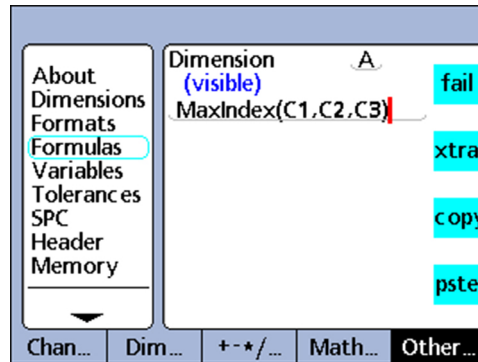 About
Dimensions
Formats
Formulas
Variables
Tolerances
SPC
Header
Memory
Dimension A
(visible)
MaxIndex(C1,C2,C3)
fail
xtra
copy
pste
Chan...
Dim...
+-*/...
Math...
Other...